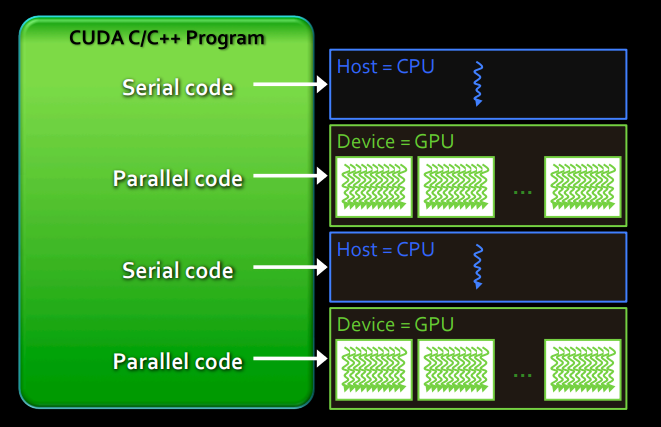 CUDA C/C++ Program
Serial code
Host = CPU
Parallel code
Device = GPU
...
Serial code
Host = CPU
Parallel code
Device = GPU
...